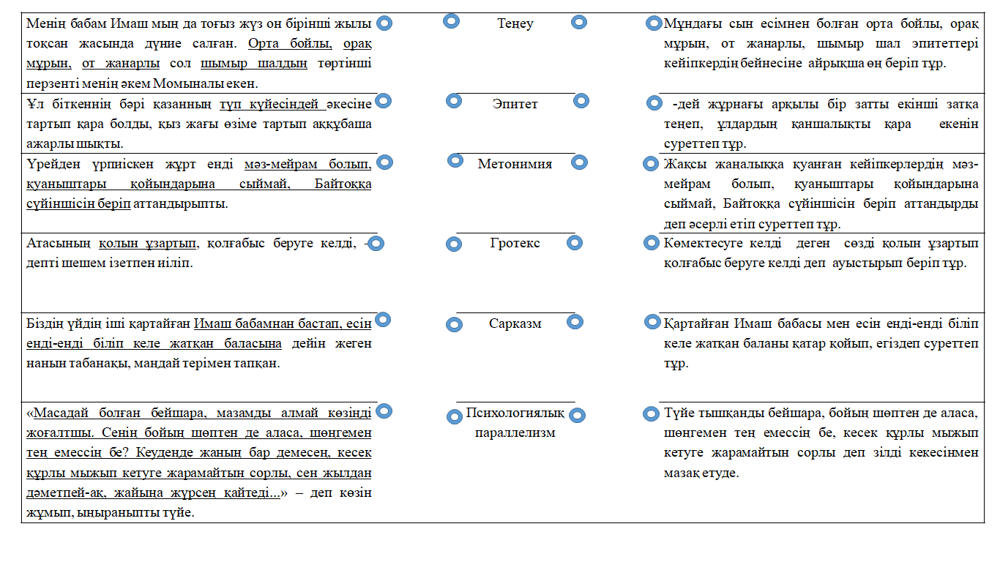 Менің бабам Имаш мың да тоғыз жүз он бірінші жылы
тоқсан жасында дүние салған. Орта бойлы, орақ
мұрын, от жанарлы сол шымыр шалдың төртінші
перзенті менің әкем Момыналы екен.
Теңеу
Мұндағы сын есімнен болған орта бойлы, орақ
мұрын, от жанарлы, шымыр шал эпитеттері
кейіпкердің бейнесіне айрықша өң беріп тұр.
Ұл біткеннің бәрі қазанның түп күйесіндей әкесіне
тартып қара болды, қыз жағы өзіме тартып аққұбаша
ажарлы шықты.
Эпитет
-дей жұрнағы арқылы бір затты екінші затқа
теңеп, ұлдардың қаншалықты қара екенін
суреттеп тұр.
Үрейден үрпиіскен жұрт енді мәз-мейрам болып,
қуаныштары қойындарына сыймай, Байтоққа
сүйіншісін беріп аттандырыпты.
Метонимия
Жақсы жаңалыққа қуанған кейіпкерлердің мәз-
мейрам болып, қуаныштары қойындарына
сыймай, Байтоққа сүйіншісін беріп аттандырды
деп әсерлі етіп суреттеп тұр.
Атасының қолын ұзартып, қолғабыс беруге келді, -
депті шешем ізетпен иіліп.
Гротекс
Көмектесуге келді деген сөзді қолын ұзартып
қолғабыс беруге келді деп ауыстырып беріп тұр.
Біздің үйдің іші қартайған Имаш бабамнан бастап, есін
енді-енді біліп келе жатқан баласына дейін жеген
нанын табанақы, маңдай терімен тапқан.
Сарказм
Қартайған Имаш бабасы мен есін енді-енді біліп
келе жатқан баланы қатар қойып, егіздеп суреттеп
тұр.
«Масадай болған бейшара, мазамды алмай көзіңді
жоғалтшы. Сенің бойың шөптен де аласа, шөңгемен
тең емессің бе? Кеудеңде жаның бар демесең, кесек
құрлы мыжып кетуге жарамайтын сорлы, сен жылдан
дәметпей-ақ, жайыңа жүрсең қайтеді...» – деп көзін
жұмып, ыңыраныпты түйе.
Психологиялық
параллелизм
Түйе тышқанды бейшара, бойың шөптен де аласа,
шөңгемен тең емессің бе, кесек құрлы мыжып
кетуге жарамайтын сорлы деп зілді кекесінмен
мазақ етуде.